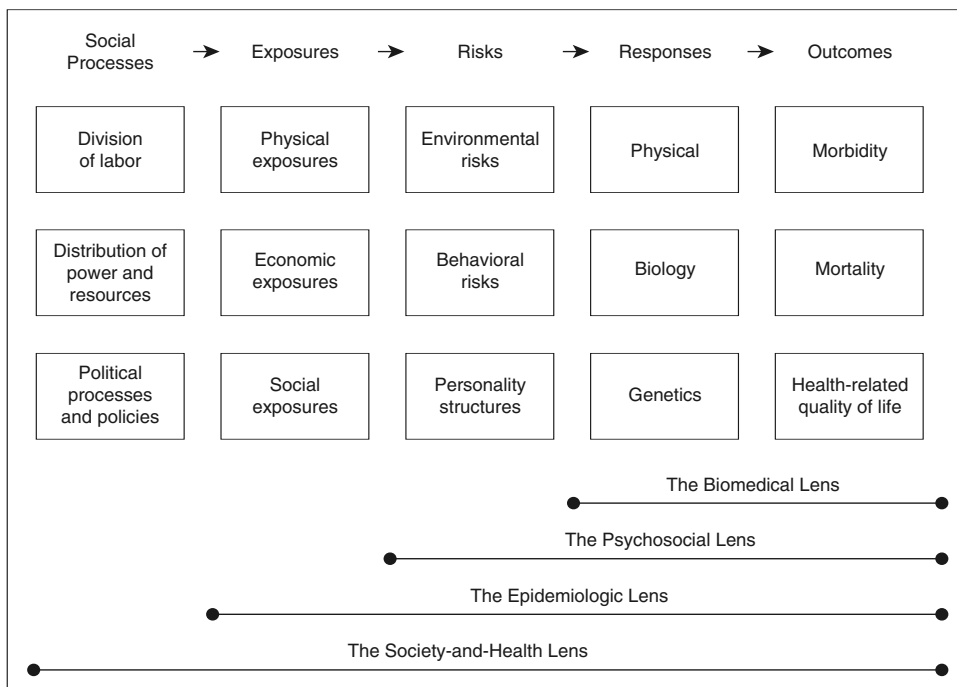 Social
Processes
Exposures
Risks
Responses
Outcomes
Division
of labor
Physical
exposures
Environmental
risks
Physical
Morbidity
Distribution of
power and
resources
Economic
exposures
Behavioral
risks
Biology
Mortality
Political
processes
and policies
Social
exposures
Personality
structures
Genetics
Health-related
quality of life
The Biomedical Lens
The Psychosocial Lens
The Epidemiologic Lens
The Society-and-Health Lens